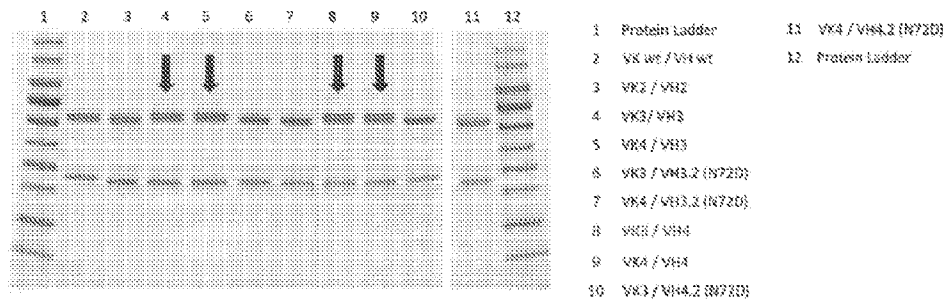 1 2 3 4 5 6 7 8 9 10 11 12
1 Protein Ladder
2 VK wt / VH wt
3 VK2 / VH2
4 VK3 / VH3
5 VK4 / VH3
6 VK3 / VH3.2 (N72D)
7 VK4 / VH3.2 (N72D)
8 VK3 / VH4
9 VK4 / VH4
10 VK3 / VH4.2 (N72D)
11 VK4 / VH4.2 (N72D)
12 Protein Ladder